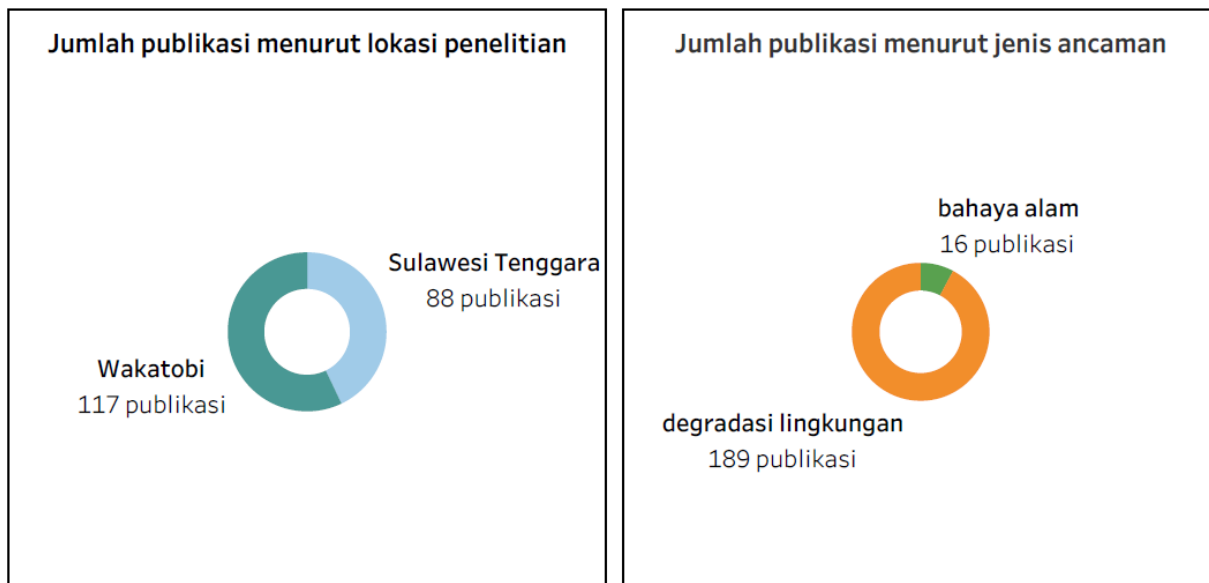 Jumlah publikasi menurut lokasi penelitian
Sulawesi Tenggara
88 publikasi
Wakatobi
117 publikasi
Jumlah publikasi menurut jenis ancaman
bahaya alam
16 publikasi
degradasi lingkungan
189 publikasi